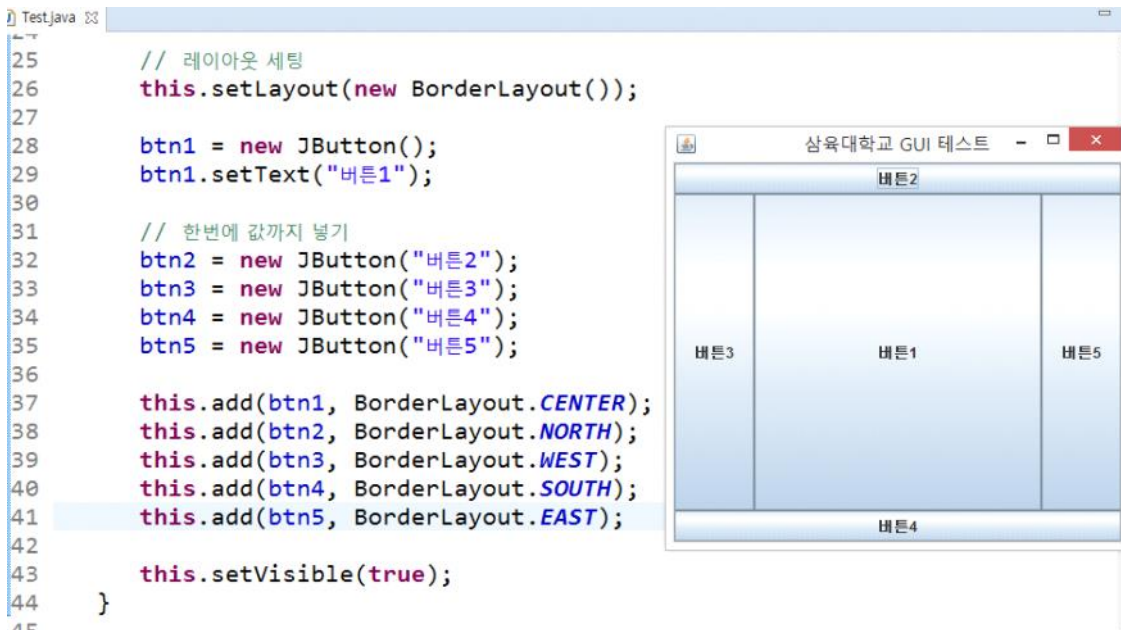 Test.java
24
25 // 레이아웃 세팅
26 this.setLayout(new BorderLayout());
27
28 btn1 = new JButton();
29 btn1.setText("버튼1");
30
31 // 한번에 값까지 넣기
32 btn2 = new JButton("버튼2");
33 btn3 = new JButton("버튼3");
34 btn4 = new JButton("버튼4");
35 btn5 = new JButton("버튼5");
36
37 this.add(btn1, BorderLayout.CENTER);
38 this.add(btn2, BorderLayout.NORTH);
39 this.add(btn3, BorderLayout.WEST);
40 this.add(btn4, BorderLayout.SOUTH);
41 this.add(btn5, BorderLayout.EAST);
42
43 this.setVisible(true);
44 }
45
삼육대학교 GUI 테스트
버튼2
버튼3 버튼1 버튼5
버튼4